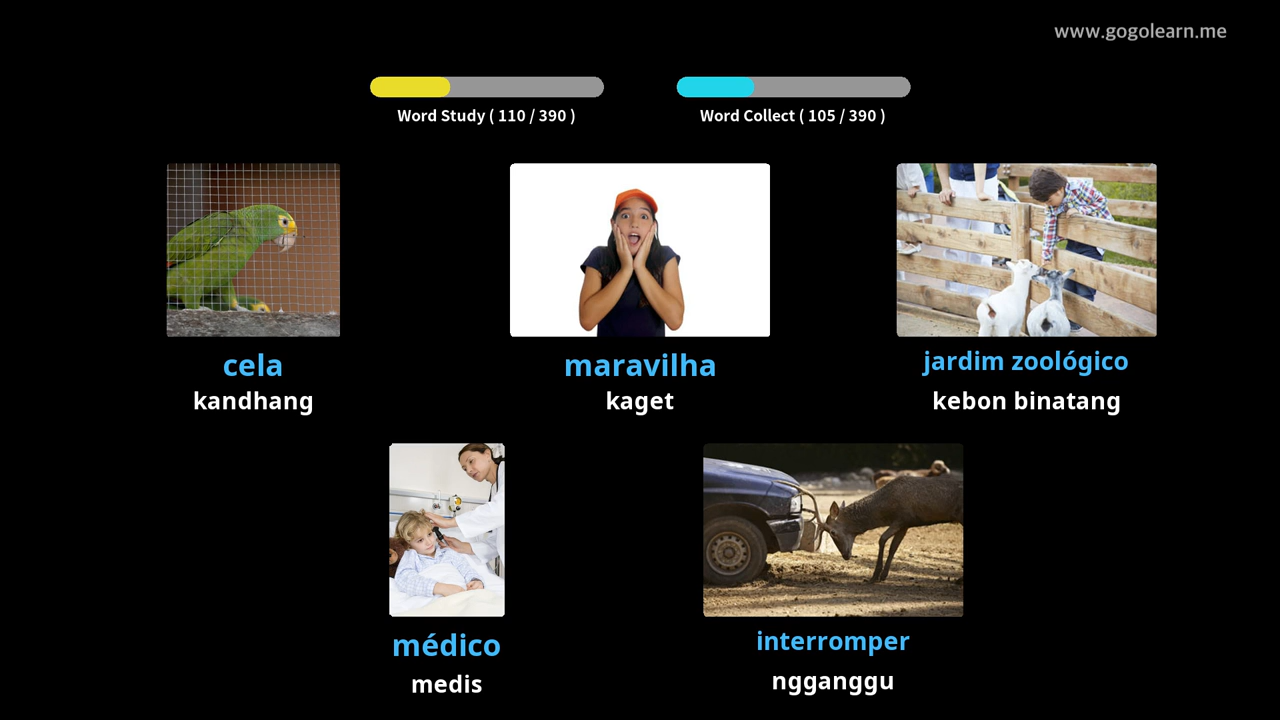 www.gogolearn.me
Word Study ( 110 / 390 )
Word Collect ( 105 / 390 )
cela
kandhang
maravilha
kaget
jardim zoológico
kebon binatang
médico
medis
interromper
ngganggu